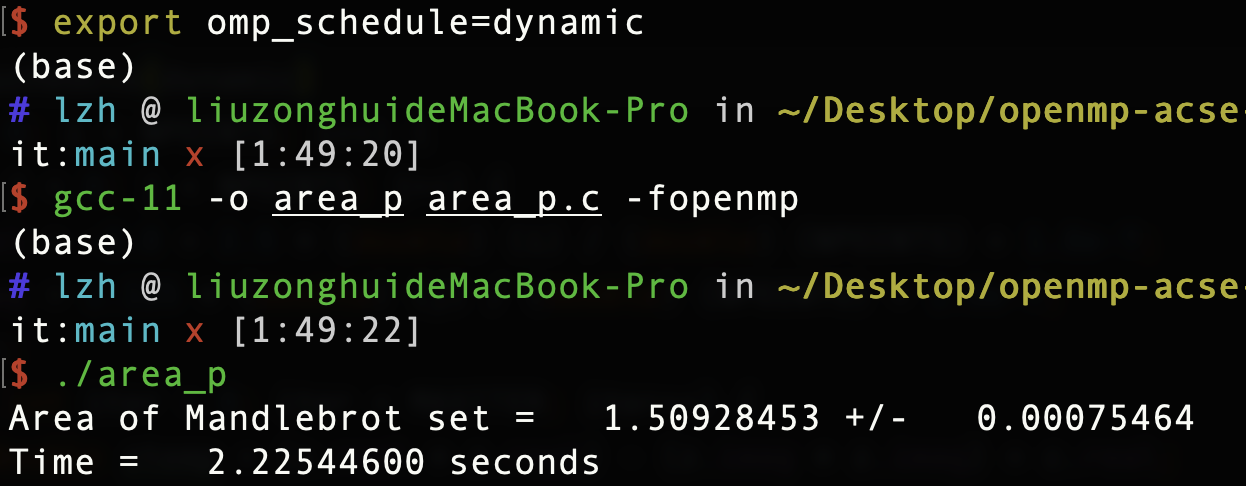 [$ export omp_schedule=dynamic
(base)
# lzh @ liuzonghuideMacBook-Pro in ~/Desktop/openmp-acse-
it:main x [1:49:20]
[$ gcc-11 -o area_p area_p.c -fopenmp
(base)
# lzh @ liuzonghuideMacBook-Pro in ~/Desktop/openmp-acse-
it:main x [1:49:22]
[$ ./area_p
Area of Mandlebrot set =   1.50928453 +/-   0.00075464
Time =   2.22544600 seconds